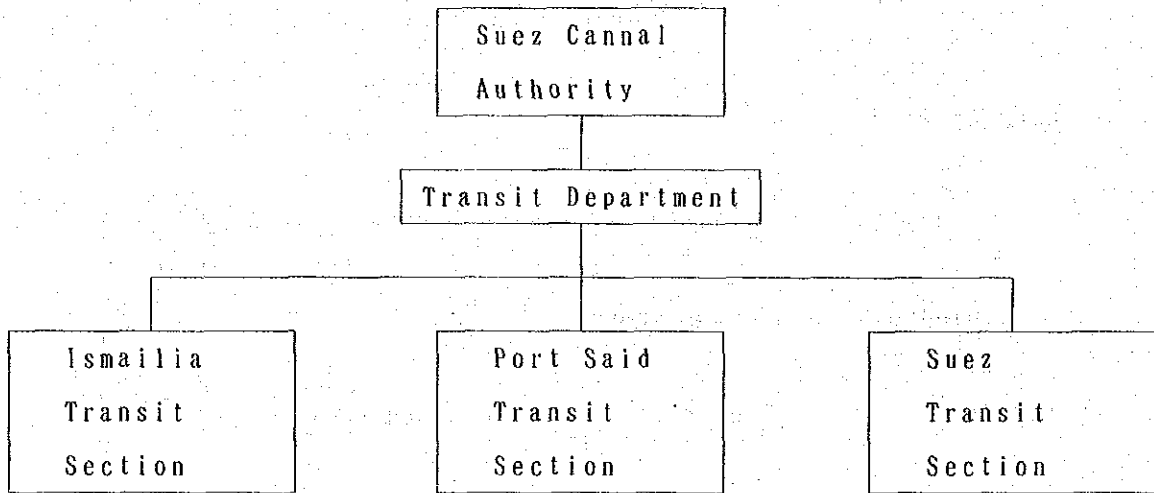 Suez Cannal
Authority
Transit Department
Ismailia
Transit
Section
Port Said
Transit
Section
Suez
Transit
Section